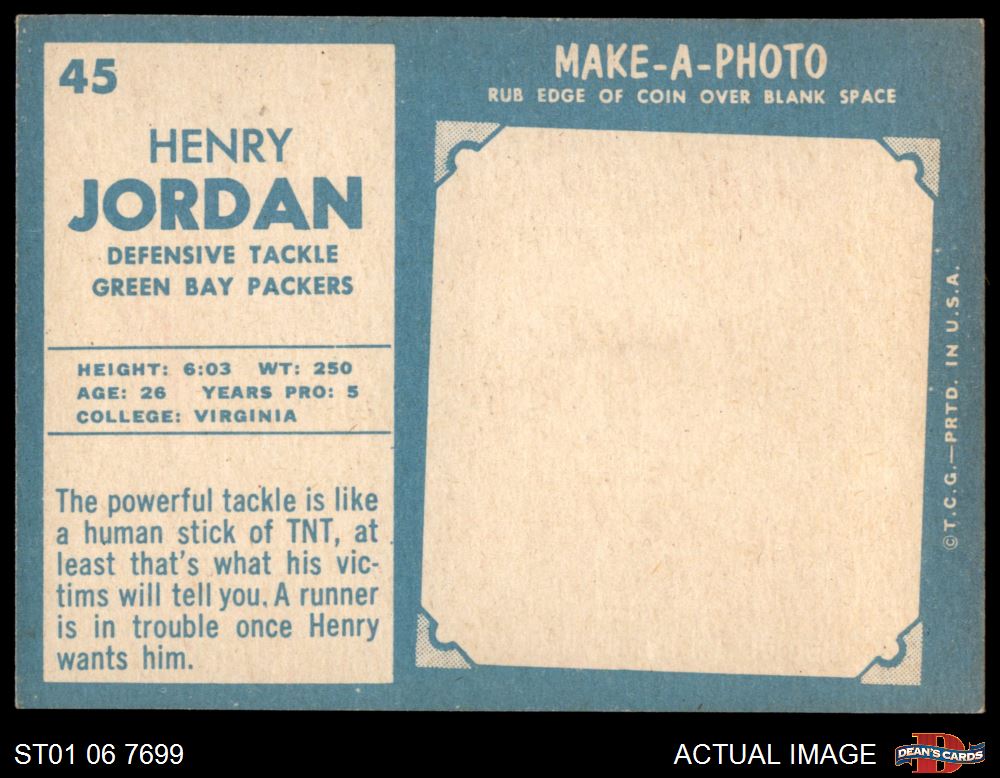 45
HENRY
JORDAN
DEFENSIVE TACKLE
GREEN BAY PACKERS
HEIGHT: 6:03 WT: 250
AGE: 26 YEARS PRO: 5
COLLEGE: VIRGINIA
The powerful tackle is like
a human stick of TNT, at
least that's what his vic-
tims will tell you. A runner
is in trouble once Henry
wants him.
MAKE-A-PHOTO
RUB EDGE OF COIN OVER BLANK SPACE
©T.C.G.—PRTD. IN U.S.A.
ST01 06 7699
ACTUAL IMAGE
D
DEAN'S CARDS